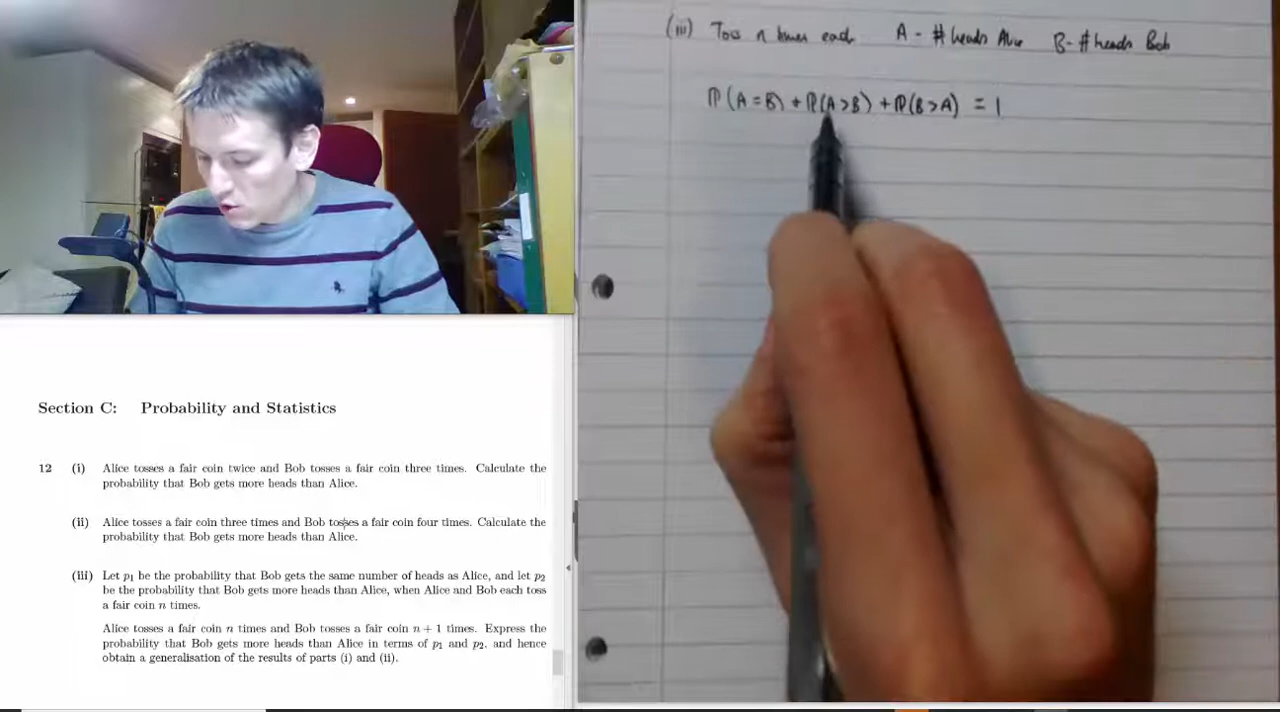 (iii) Toss n times each A - #heads Alice B - #heads Bob
ℙ(A=B) + ℙ(A>B) + ℙ(B>A) = 1
Section C: Probability and Statistics
12 (i) Alice tosses a fair coin twice and Bob tosses a fair coin three times. Calculate the
probability that Bob gets more heads than Alice.
(ii) Alice tosses a fair coin three times and Bob tosses a fair coin four times. Calculate the
probability that Bob gets more heads than Alice.
(iii) Let p₁ be the probability that Bob gets the same number of heads as Alice, and let p₂
be the probability that Bob gets more heads than Alice, when Alice and Bob each toss
a fair coin n times.
Alice tosses a fair coin n times and Bob tosses a fair coin n + 1 times. Express the
probability that Bob gets more heads than Alice in terms of p₁ and p₂, and hence
obtain a generalisation of the results of parts (i) and (ii).